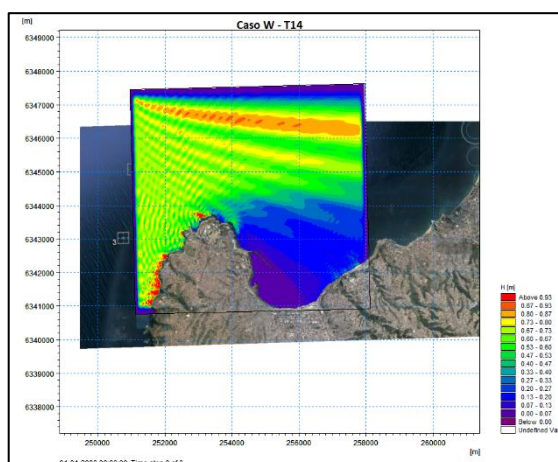 Caso W - T14
[m]
6349000
6348000
6347000
6346000
6345000
6344000
6343000
6342000
6341000
6340000
6339000
6338000
3
250000 252000 254000 256000 258000 260000
[m]
H [m]
Above 0.93
0.87 - 0.93
0.80 - 0.87
0.73 - 0.80
0.67 - 0.73
0.60 - 0.67
0.53 - 0.60
0.47 - 0.53
0.40 - 0.47
0.33 - 0.40
0.27 - 0.33
0.20 - 0.27
0.13 - 0.20
0.07 - 0.13
0.00 - 0.07
Below 0.00
Undefined Va